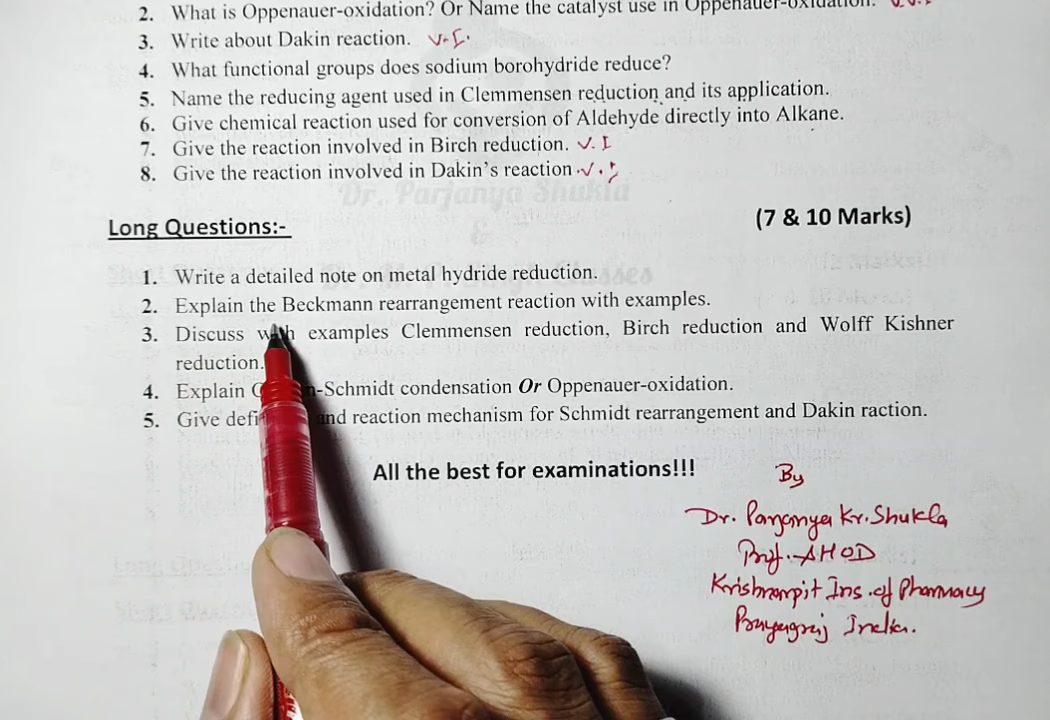 2. What is Oppenauer-oxidation? Or Name the catalyst use in Oppenauer-oxidation.
3. Write about Dakin reaction. V.I.
4. What functional groups does sodium borohydride reduce?
5. Name the reducing agent used in Clemmensen reduction and its application.
6. Give chemical reaction used for conversion of Aldehyde directly into Alkane.
7. Give the reaction involved in Birch reduction. V.I
8. Give the reaction involved in Dakin's reaction
Dr. Parjanya Shukla
&
Long Questions:- (7 & 10 Marks)
1. Write a detailed note on metal hydride reduction.
2. Explain the Beckmann rearrangement reaction with examples.
3. Discuss with examples Clemmensen reduction, Birch reduction and Wolff Kishner
reduction.
4. Explain -Schmidt condensation Or Oppenauer-oxidation.
5. Give and reaction mechanism for Schmidt rearrangement and Dakin raction.
All the best for examinations!!!
By
Dr. Parjanya Kr. Shukla
Prof. & HOD
Krishnarpit Ins. of Pharmacy
Prayagraj India.